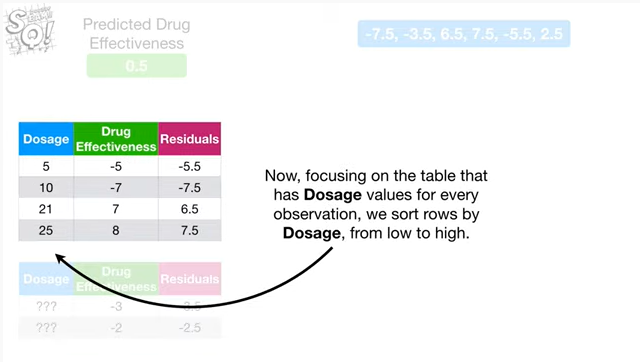 SQ!
Predicted Drug
Effectiveness
0.5
-7.5, -3.5, 6.5, 7.5, -5.5, 2.5
Dosage Drug Effectiveness Residuals
5 -5 -5.5
10 -7 -7.5
21 7 6.5
25 8 7.5
Now, focusing on the table that
has Dosage values for every
observation, we sort rows by
Dosage, from low to high.
Dosage Drug Effectiveness Residuals
??? -3 -3.5
??? -2 -2.5